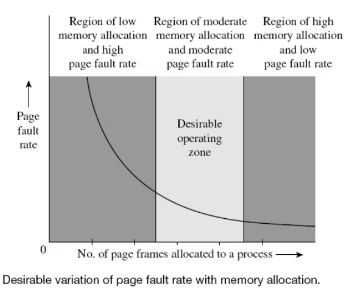 Region of low
memory allocation
and high
page fault rate
Region of moderate
memory allocation
and moderate
page fault rate
Region of high
memory allocation
and low
page fault rate
Page
fault
rate
Desirable
operating
zone
0
No. of page frames allocated to a process
Desirable variation of page fault rate with memory allocation.